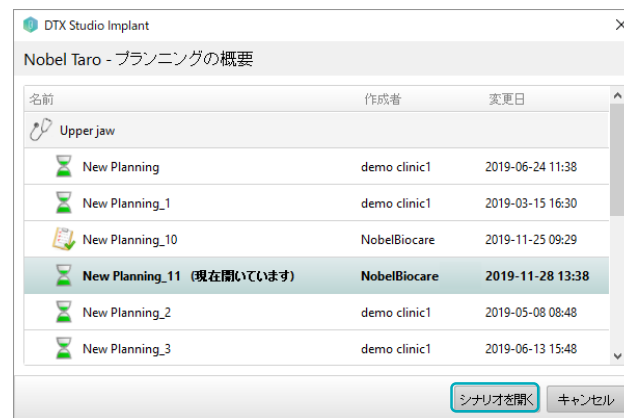 DTX Studio Implant
Nobel Taro - プランニングの概要
名前 作成者 変更日
Upper jaw
New Planning demo clinic1 2019-06-24 11:38
New Planning_1 demo clinic1 2019-03-15 16:30
New Planning_10 NobelBiocare 2019-11-25 09:29
New Planning_11 (現在開いています) NobelBiocare 2019-11-28 13:38
New Planning_2 demo clinic1 2019-05-08 08:48
New Planning_3 demo clinic1 2019-06-13 15:48
シナリオを開く キャンセル